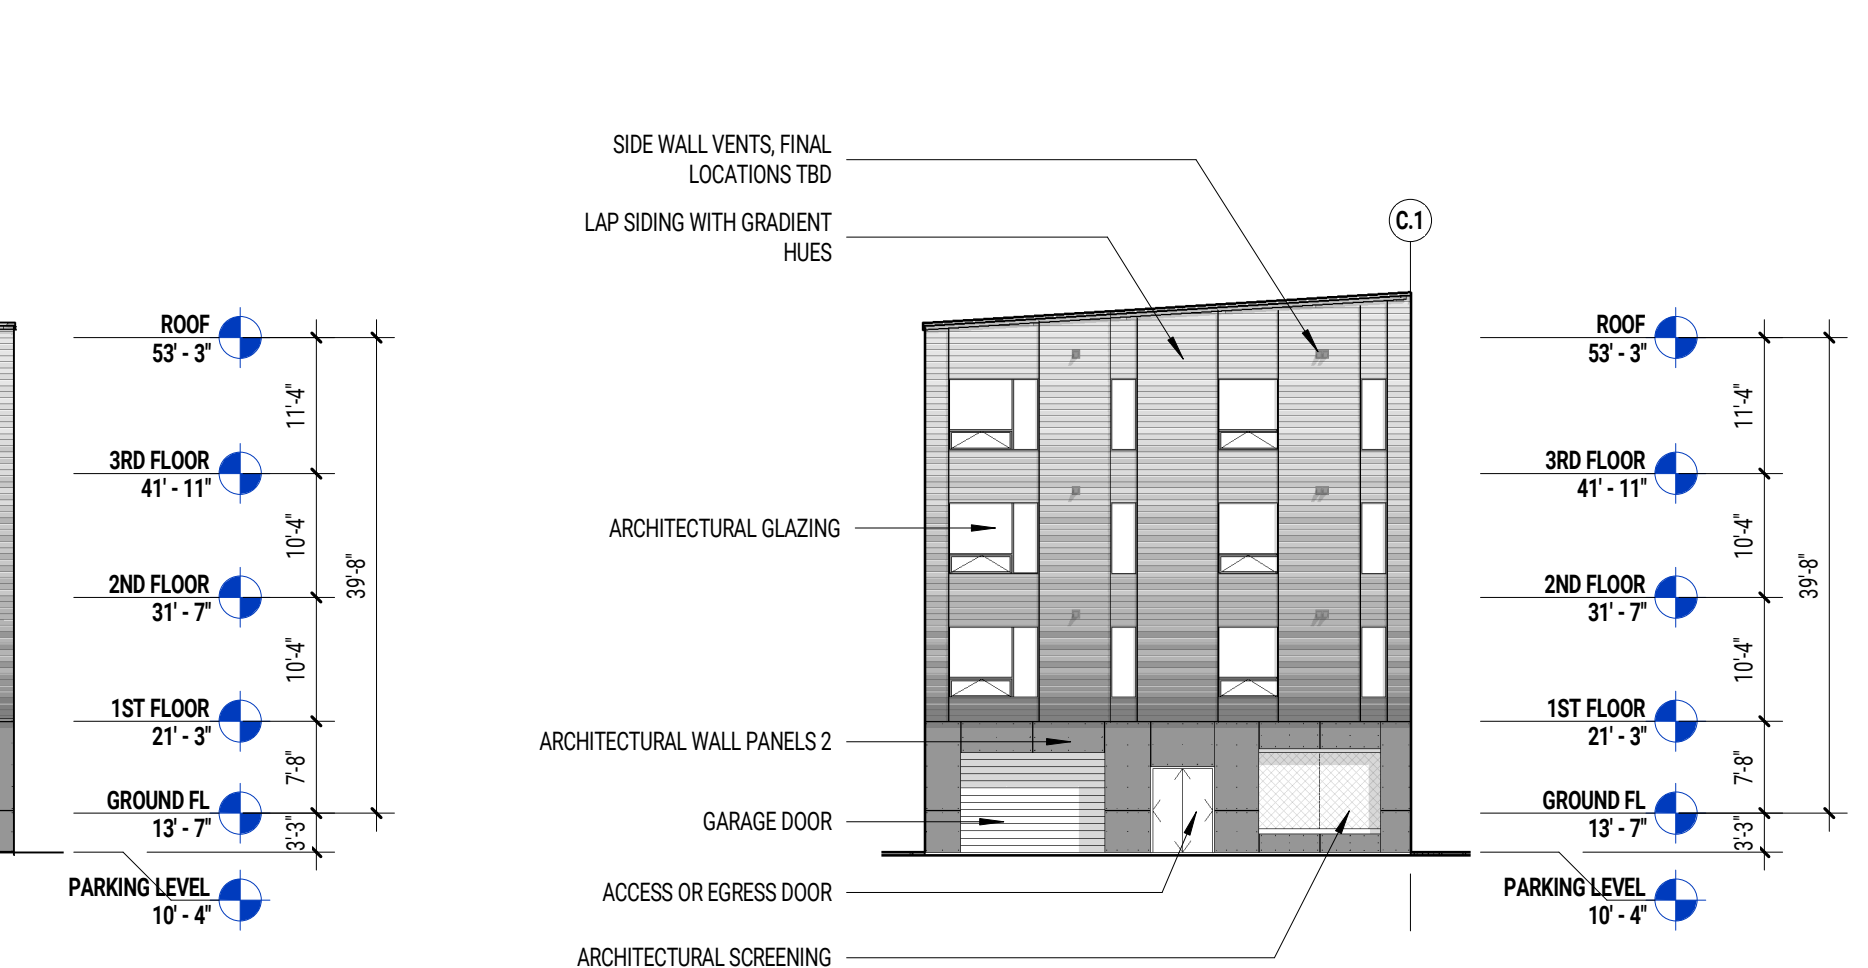 SIDE WALL VENTS, FINAL
LOCATIONS TBD
LAP SIDING WITH GRADIENT
HUES
C.1
ROOF
53' - 3"
11'-4"
3RD FLOOR
41' - 11"
10'-4"
2ND FLOOR
31' - 7"
39'-8"
10'-4"
1ST FLOOR
21' - 3"
7'-8"
GROUND FL
13' - 7"
3'-3"
PARKING LEVEL
10' - 4"
ARCHITECTURAL GLAZING
ARCHITECTURAL WALL PANELS 2
GARAGE DOOR
ACCESS OR EGRESS DOOR
ARCHITECTURAL SCREENING
ROOF
53' - 3"
11'-4"
3RD FLOOR
41' - 11"
10'-4"
2ND FLOOR
31' - 7"
39'-8"
10'-4"
1ST FLOOR
21' - 3"
7'-8"
GROUND FL
13' - 7"
3'-3"
PARKING LEVEL
10' - 4"